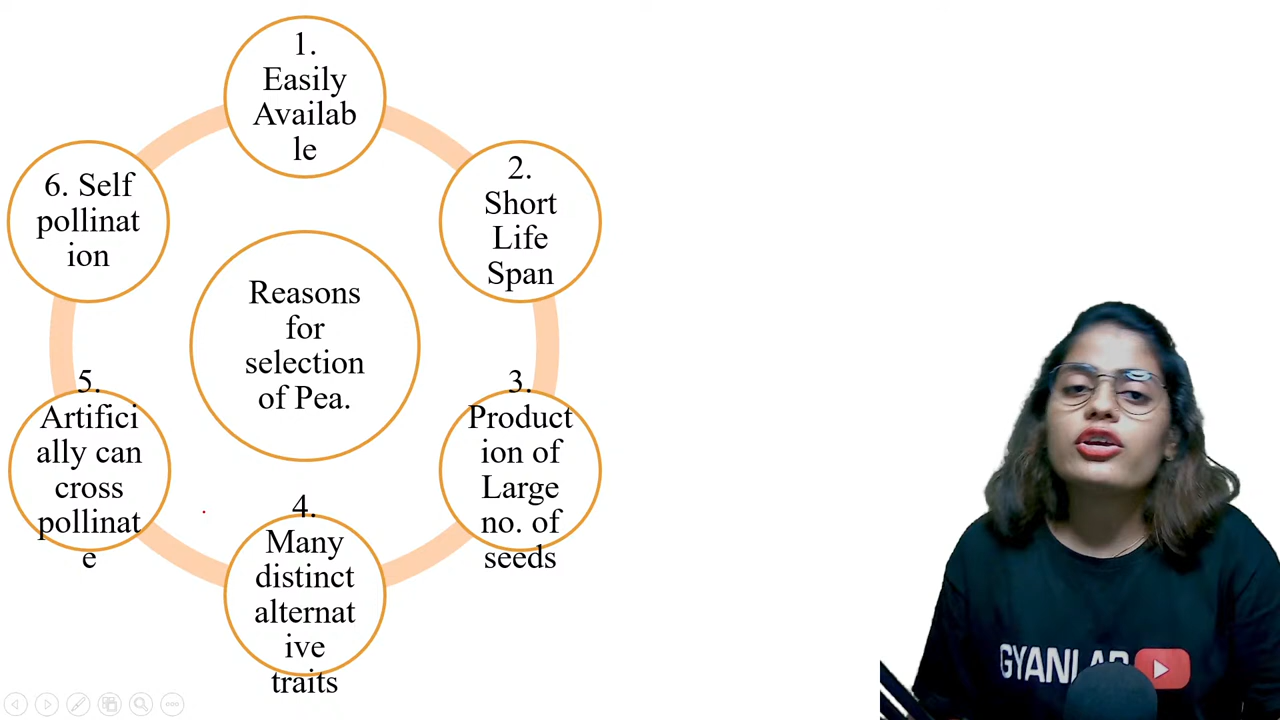 1.
Easily
Availab
le
2.
Short
Life
Span
3.
Product
ion of
Large
no. of
seeds
4.
Many
distinct
alternat
ive
traits
5.
Artifici
ally can
cross
pollinat
e
6. Self
pollinat
ion
Reasons
for
selection
of Pea.